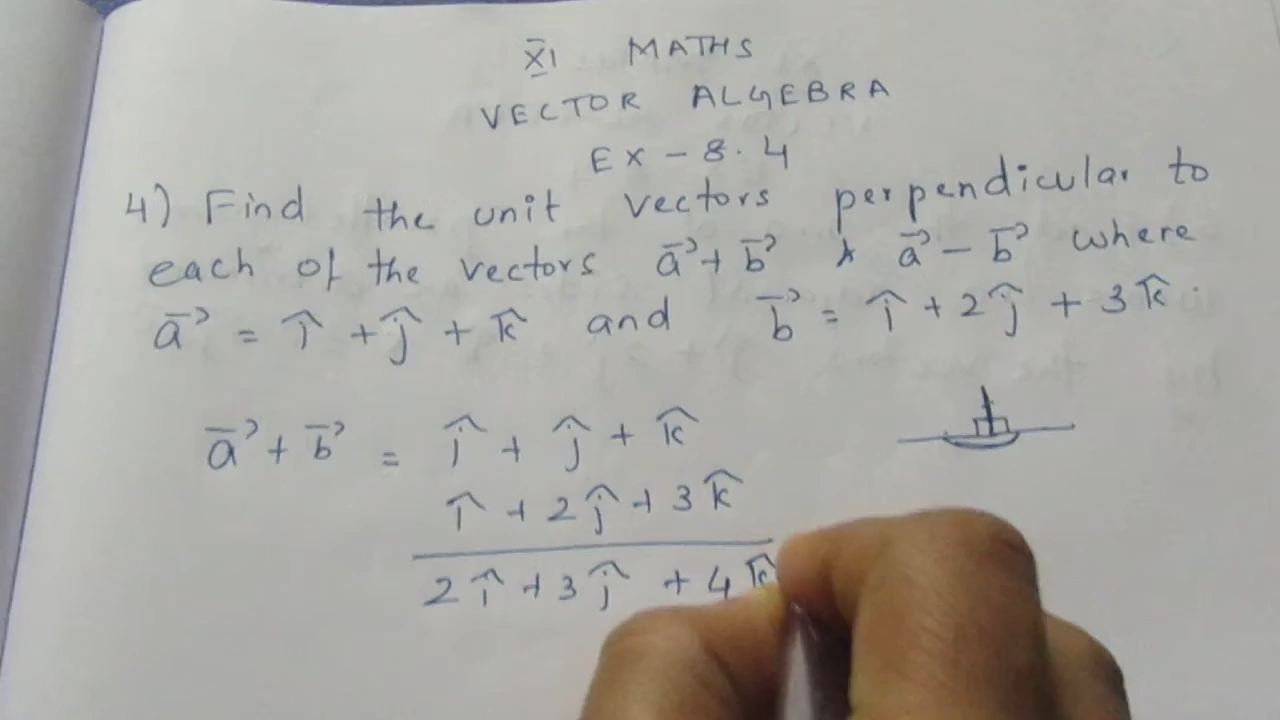 XI MATHS
VECTOR ALGEBRA
EX - 8.4
4) Find the unit vectors perpendicular to
each of the vectors a⃗ + b⃗ & a⃗ - b⃗ where
a⃗ = î + ĵ + k̂ and b⃗ = î + 2ĵ + 3k̂.
a⃗ + b⃗ = î + ĵ + k̂
î + 2ĵ + 3k̂
2î + 3ĵ + 4k̂